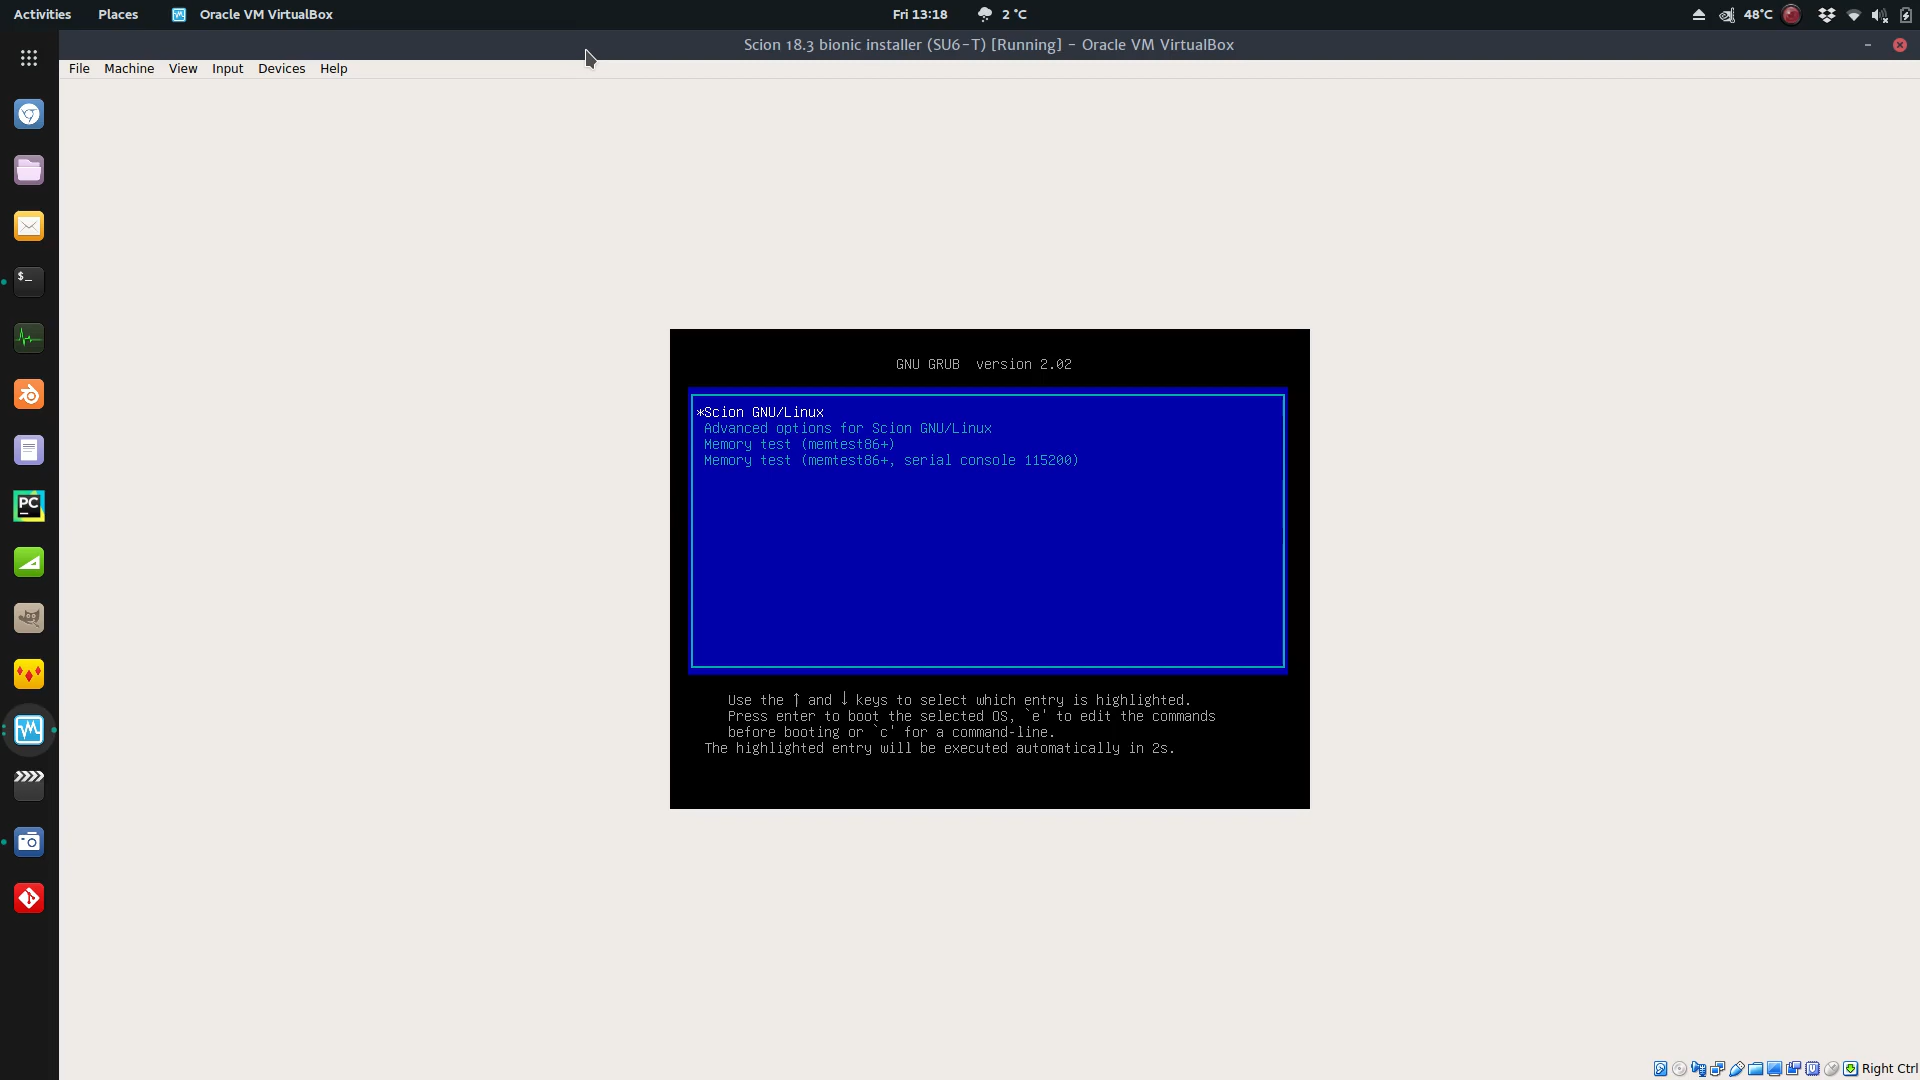 Activities Places Oracle VM VirtualBox Fri 13:18 2 °C 48°C
Scion 18.3 bionic installer (SU6-T) [Running] - Oracle VM VirtualBox
File Machine View Input Devices Help
GNU GRUB version 2.02
*Scion GNU/Linux
Advanced options for Scion GNU/Linux
Memory test (memtest86+)
Memory test (memtest86+, serial console 115200)
Use the ↑ and ↓ keys to select which entry is highlighted.
Press enter to boot the selected OS, `e' to edit the commands
before booting or `c' for a command-line.
The highlighted entry will be executed automatically in 2s.
$_
PC
Right Ctrl